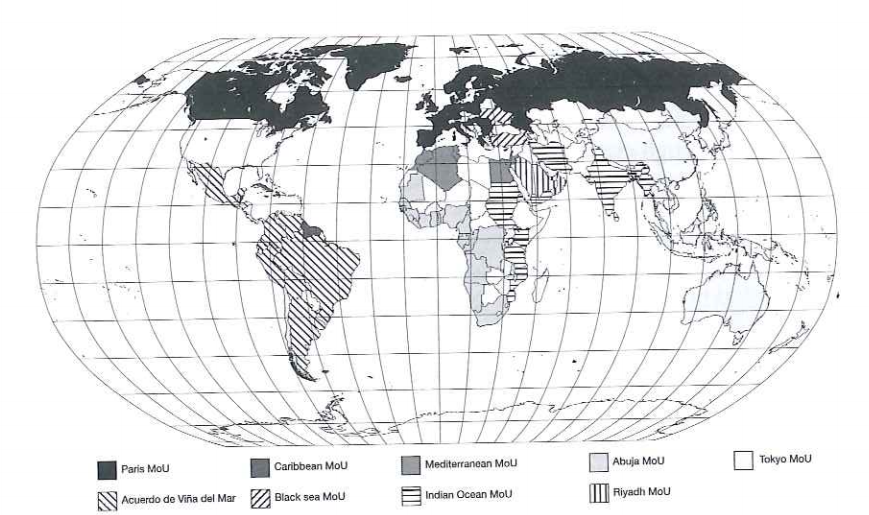 Paris MoU
Caribbean MoU
Mediterranean MoU
Abuja MoU
Tokyo MoU
Acuerdo de Viña del Mar
Black sea MoU
Indian Ocean MoU
Riyadh MoU